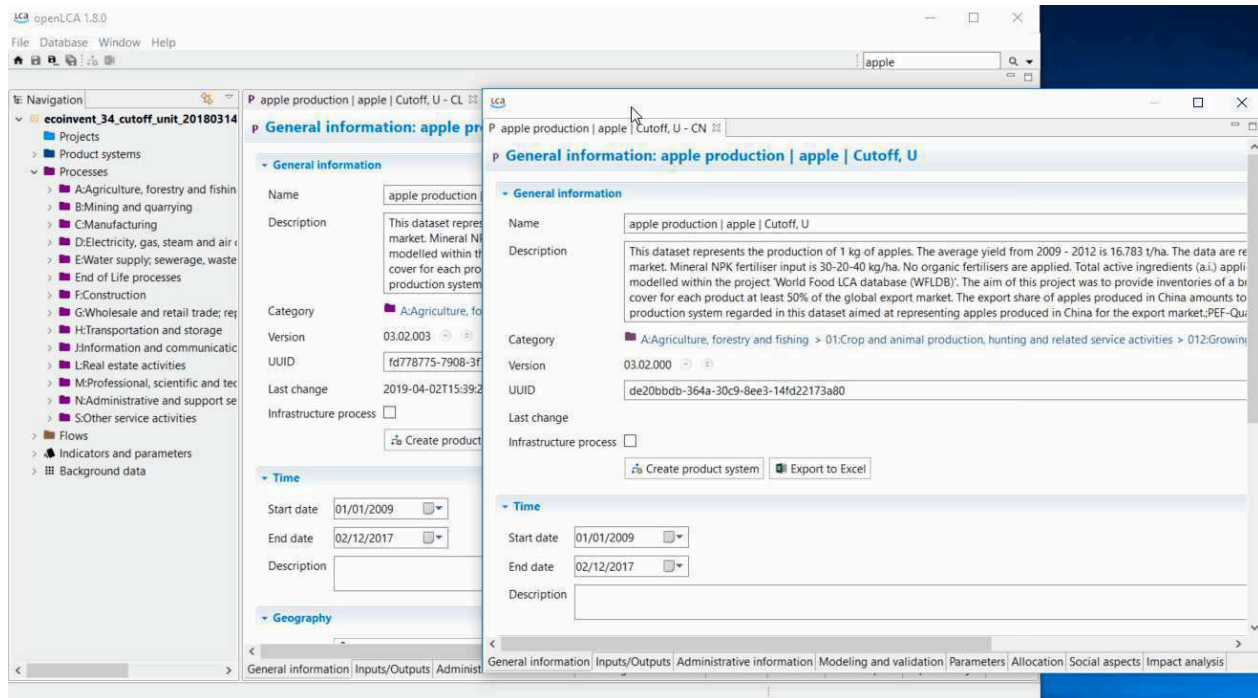 openLCA 1.8.0
File Database Window Help
apple
Navigation
ecoinvent_34_cutoff_unit_20180314
Projects
Product systems
Processes
A:Agriculture, forestry and fishin
B:Mining and quarrying
C:Manufacturing
D:Electricity, gas, steam and air
E:Water supply; sewerage, waste
End of Life processes
F:Construction
G:Wholesale and retail trade; rep
H:Transportation and storage
J:Information and communicatic
L:Real estate activities
M:Professional, scientific and tec
N:Administrative and support se
S:Other service activities
Flows
Indicators and parameters
Background data
P apple production | apple | Cutoff, U - CL
P General information: apple pr
General information
Name
apple production |
Description
This dataset repres
market. Mineral NP
modelled within th
cover for each pro
production system
Category
A:Agriculture, fo
Version
03.02.003
UUID
fd778775-7908-3f
Last change
2019-04-02T15:39:2
Infrastructure process
Create product
Time
Start date
01/01/2009
End date
02/12/2017
Description
Geography
General information Inputs/Outputs Administ
lca
P apple production | apple | Cutoff, U - CN
P General information: apple production | apple | Cutoff, U
General information
Name
apple production | apple | Cutoff, U
Description
This dataset represents the production of 1 kg of apples. The average yield from 2009 - 2012 is 16.783 t/ha. The data are re
market. Mineral NPK fertiliser input is 30-20-40 kg/ha. No organic fertilisers are applied. Total active ingredients (a.i.) appli
modelled within the project 'World Food LCA database (WFLDB)'. The aim of this project was to provide inventories of a br
cover for each product at least 50% of the global export market. The export share of apples produced in China amounts to
production system regarded in this dataset aimed at representing apples produced in China for the export market.;PEF-Qua
Category
A:Agriculture, forestry and fishing > 01:Crop and animal production, hunting and related service activities > 012:Growing
Version
03.02.000
UUID
de20bbdb-364a-30c9-8ee3-14fd22173a80
Last change
Infrastructure process
Create product system Export to Excel
Time
Start date
01/01/2009
End date
02/12/2017
Description
General information Inputs/Outputs Administrative information Modeling and validation Parameters Allocation Social aspects Impact analysis